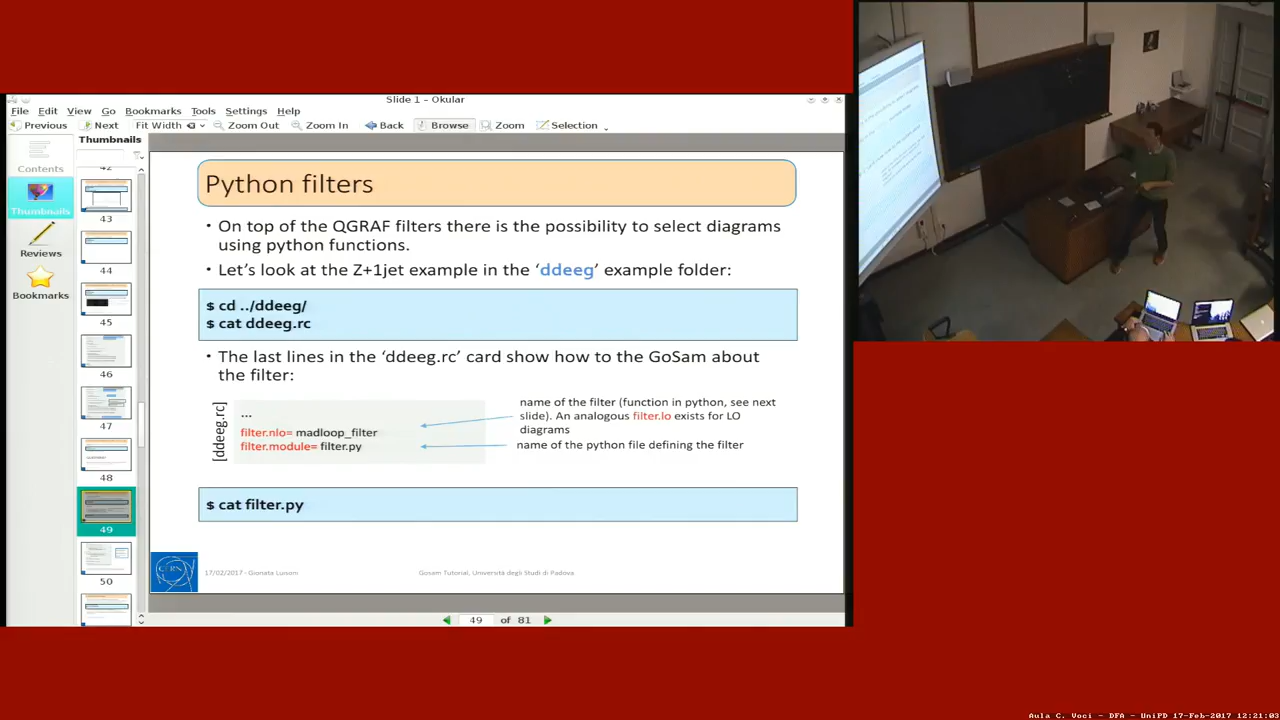 Slide 1 - Okular
File Edit View Go Bookmarks Tools Settings Help
Previous Next Fit Width Zoom Out Zoom In Back Browse Zoom Selection
Contents
Thumbnails
Reviews
Bookmarks
Thumbnails
42
43
44
45
46
47
48
49
50
Python filters
• On top of the QGRAF filters there is the possibility to select diagrams
using python functions.
• Let's look at the Z+1jet example in the 'ddeeg' example folder:
$ cd ../ddeeg/
$ cat ddeeg.rc
• The last lines in the 'ddeeg.rc' card show how to the GoSam about
the filter:
[ddeeg.rc]
...
filter.nlo= madloop_filter
filter.module= filter.py
name of the filter (function in python, see next
slide). An analogous filter.lo exists for LO
diagrams
name of the python file defining the filter
$ cat filter.py
CERN
17/02/2017 - Gionata Luisoni
Gosam Tutorial, Università degli Studi di Padova
49 of 81
Aula C. Voci - DFA - UniPD 17-Feb-2017 12:21:03